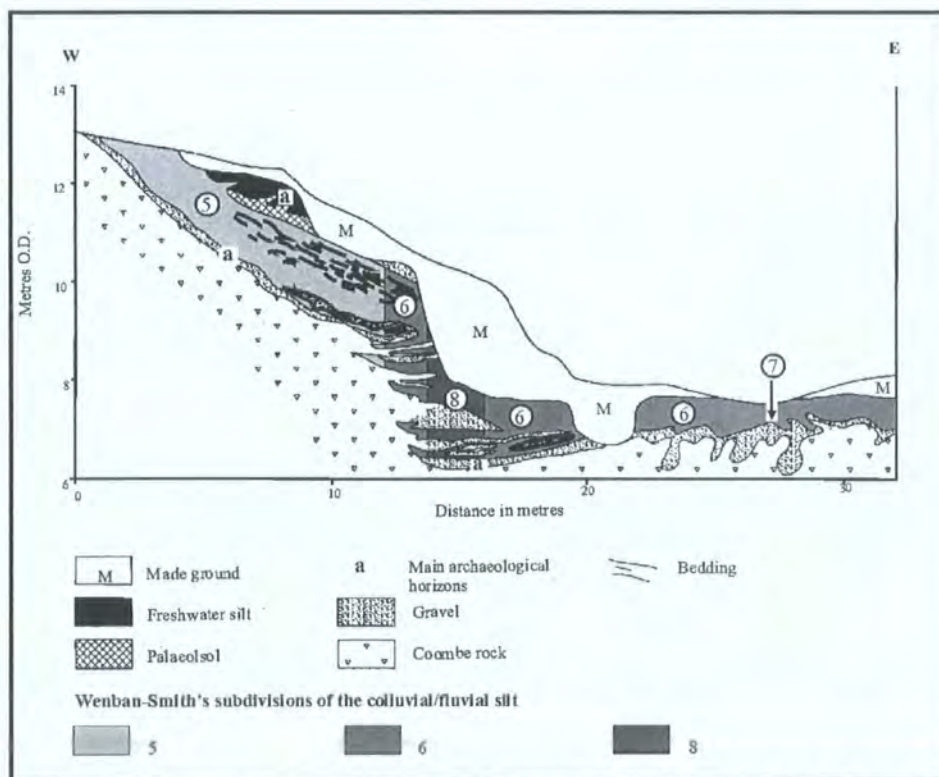 W E
14
12
10
8
6
Metres O.D.
a
5
a
6
M
7
8
6
M
6
M
a
0 10 20 30
Distance in metres
M Made ground
a Main archaeological
horizons
Bedding
Freshwater silt
Gravel
Palaeolsol
Coombe rock
Wenban-Smith's subdivisions of the colluvial/fluvial silt
5 6 8